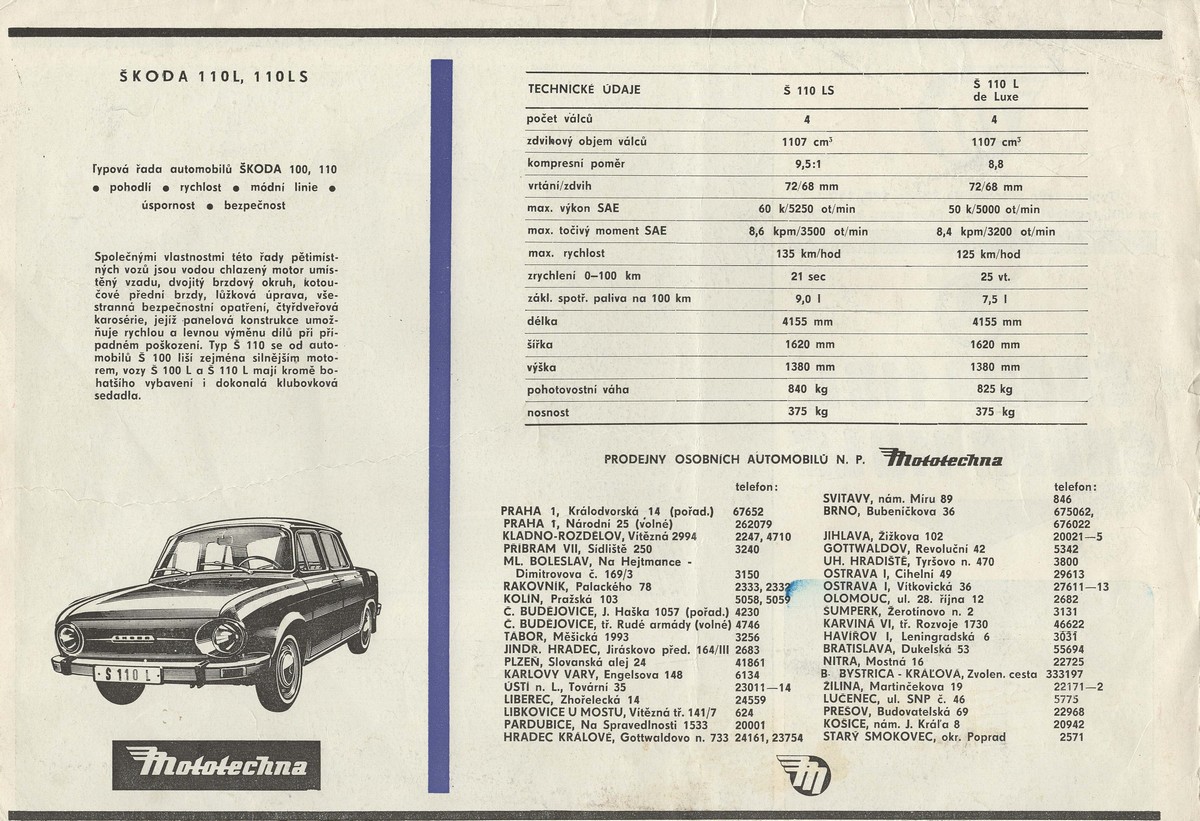 ŠKODA 110L, 110LS
Typová řada automobilů ŠKODA 100, 110
● pohodlí ● rychlost ● módní linie ●
úspornost ● bezpečnost
Společnými vlastnostmi této řady pětimíst-
ných vozů jsou vodou chlazený motor umís-
těný vzadu, dvojitý brzdový okruh, kotou-
čové přední brzdy, lůžková úprava, vše-
stranná bezpečnostní opatření, čtyřdveřová
karosérie, jejíž panelová konstrukce umož-
ňuje rychlou a levnou výměnu dílů při pří-
padném poškození. Typ Š 110 se od auto-
mobilů Š 100 liší zejména silnějším moto-
rem, vozy Š 100 L a Š 110 L mají kromě bo-
hatšího vybavení i dokonalá klubovková
sedadla.
SKODA
S 110 L
Mototechna
TECHNICKÉ ÚDAJE Š 110 LS Š 110 L
de Luxe
počet válců 4 4
zdvihový objem válců 1107 cm³ 1107 cm³
kompresní poměr 9,5:1 8,8
vrtání/zdvih 72/68 mm 72/68 mm
max. výkon SAE 60 k/5250 ot/min 50 k/5000 ot/min
max. točivý moment SAE 8,6 kpm/3500 ot/min 8,4 kpm/3200 ot/min
max. rychlost 135 km/hod 125 km/hod
zrychlení 0—100 km 21 sec 25 vt.
zákl. spotř. paliva na 100 km 9,0 l 7,5 l
délka 4155 mm 4155 mm
šířka 1620 mm 1620 mm
výška 1380 mm 1380 mm
pohotovostní váha 840 kg 825 kg
nosnost 375 kg 375 kg
PRODEJNY OSOBNÍCH AUTOMOBILŮ N. P. Mototechna
telefon:
PRAHA 1, Králodvorská 14 (pořad.) 67652
PRAHA 1, Národní 25 (volné) 262079
KLADNO-ROZDĚLOV, Vítězná 2994 2247, 4710
PŘÍBRAM VII, Sídliště 250 3240
ML. BOLESLAV, Na Hejtmance -
Dimitrovova č. 169/3 3150
RAKOVNÍK, Palackého 78 2333, 2332
KOLÍN, Pražská 103 5058, 5059
Č. BUDĚJOVICE, J. Haška 1057 (pořad.) 4230
Č. BUDĚJOVICE, tř. Rudé armády (volné) 4746
TÁBOR, Měšická 1993 3256
JINDR. HRADEC, Jiráskovo před. 164/III 2683
PLZEŇ, Slovanská alej 24 41861
KARLOVY VARY, Engelsova 148 6134
ÚSTÍ n. L., Tovární 35 23011—14
LIBEREC, Zhořelecká 14 24559
LIBKOVICE U MOSTU, Vítězná tř. 141/7 624
PARDUBICE, Na Spravedlnosti 1533 20001
HRADEC KRÁLOVÉ, Gottwaldovo n. 733 24161, 23754
telefon:
SVITAVY, nám. Míru 89 846
BRNO, Bubeníčkova 36 675062,
676022
JIHLAVA, Žižkova 102 20021—5
GOTTWALDOV, Revoluční 42 5342
UH. HRADIŠTĚ, Tyršovo n. 470 3800
OSTRAVA I, Cihelní 49 29613
OSTRAVA I, Vítkovická 36 27611—13
OLOMOUC, ul. 28. října 12 2682
ŠUMPERK, Žerotínovo n. 2 3131
KARVINÁ VI, tř. Rozvoje 1730 46622
HAVÍŘOV I, Leningradská 6 3031
BRATISLAVA, Dukelská 53 55694
NITRA, Mostná 16 22725
B BYSTRICA - KRÁĽOVÁ, Zvolen. cesta 333197
ŽILINA, Martinčekova 19 22171—2
LUČENEC, ul. SNP č. 46 5775
PREŠOV, Budovatelská 69 22968
KOŠICE, nám. J. Kráľa 8 20942
STARÝ SMOKOVEC, okr. Poprad 2571
M